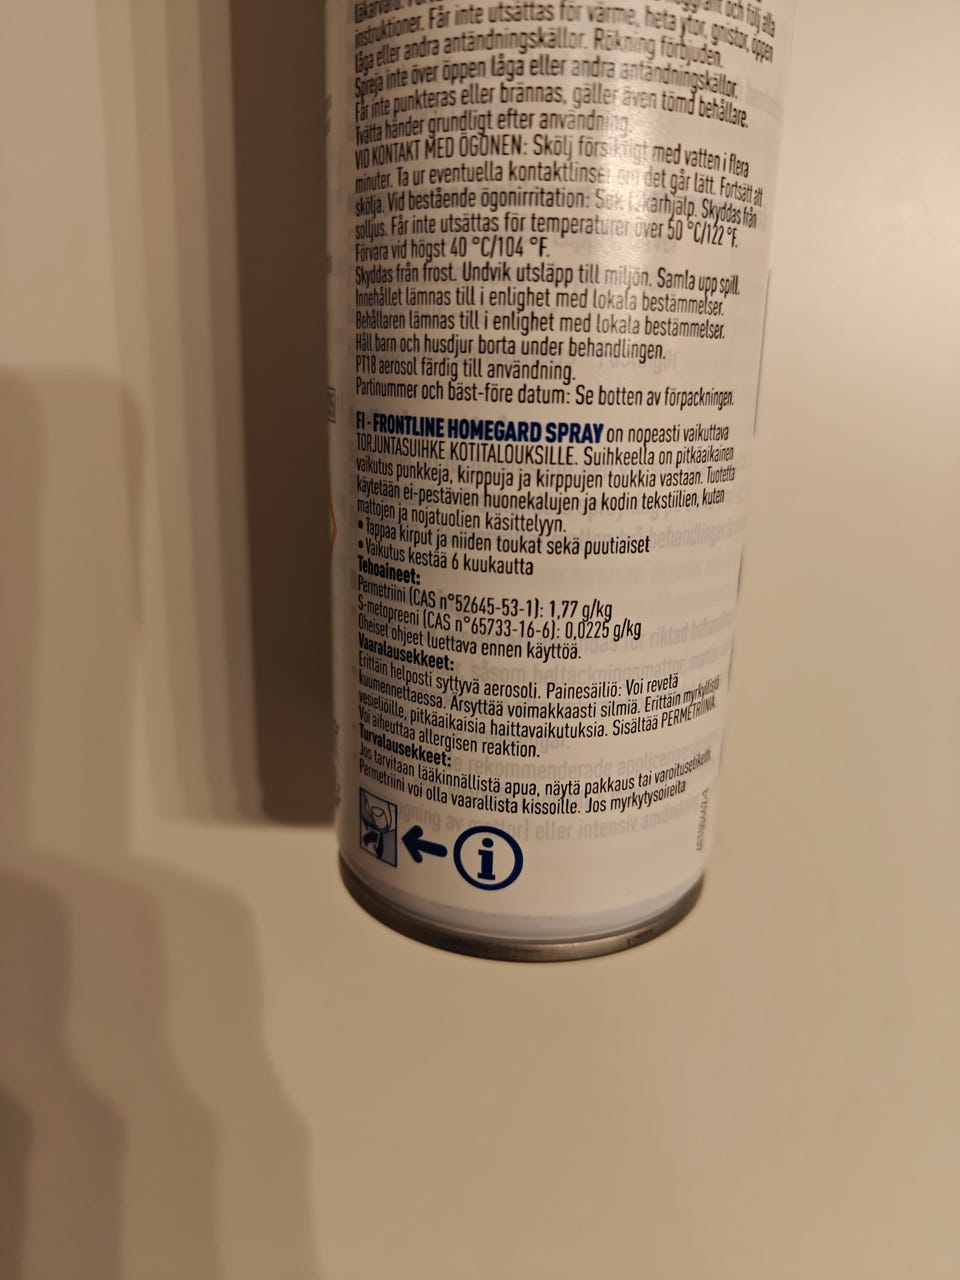 och följ alla
instruktioner. Får inte utsättas för värme, heta ytor, gnistor, öppen
låga eller andra antändningskällor. Rökning förbjuden.
Spreja inte över öppen låga eller andra antändningskällor.
Får inte punkteras eller brännas, gäller även tömd behållare.
Tvätta händer grundligt efter användning.
VID KONTAKT MED ÖGONEN: Skölj försiktigt med vatten i flera
minuter. Ta ur eventuella kontaktlinser om det går lätt. Fortsätt att
skölja. Vid bestående ögonirritation: Sök läkarhjälp. Skyddas från
solljus. Får inte utsättas för temperaturer över 50 °C/122 °F.
Förvara vid högst 40 °C/104 °F.
Skyddas från frost. Undvik utsläpp till miljön. Samla upp spill.
Innehållet lämnas till i enlighet med lokala bestämmelser.
Behållaren lämnas till i enlighet med lokala bestämmelser.
Håll barn och husdjur borta under behandlingen.
PT18 aerosol färdig till användning.
Partinummer och bäst-före datum: Se botten av förpackningen.
FI - FRONTLINE HOMEGARD SPRAY on nopeasti vaikuttava
TORJUNTASUIHKE KOTITALOUKSILLE. Suihkeella on pitkäaikainen
vaikutus punkkeja, kirppuja ja kirppujen toukkia vastaan. Tuotetta
käytetään ei-pestävien huonekalujen ja kodin tekstiilien, kuten
mattojen ja nojatuolien käsittelyyn.
• Tappaa kirput ja niiden toukat sekä puutiaiset
• Vaikutus kestää 6 kuukautta
Tehoaineet:
Permetriini (CAS n°52645-53-1): 1,77 g/kg
S-metopreeni (CAS n°65733-16-6): 0,0225 g/kg
Oheiset ohjeet luettava ennen käyttöä.
Vaaralausekkeet:
Erittäin helposti syttyvä aerosoli. Painesäiliö: Voi revetä
kuumennettaessa. Ärsyttää voimakkaasti silmiä. Erittäin myrkyllistä
vesieliöille, pitkäaikaisia haittavaikutuksia. Sisältää PERMETRIINIÄ.
Voi aiheuttaa allergisen reaktion.
Turvalausekkeet:
Jos tarvitaan lääkinnällistä apua, näytä pakkaus tai varoitusetiketti.
Permetriini voi olla vaarallista kissoille. Jos myrkytysoireita
i